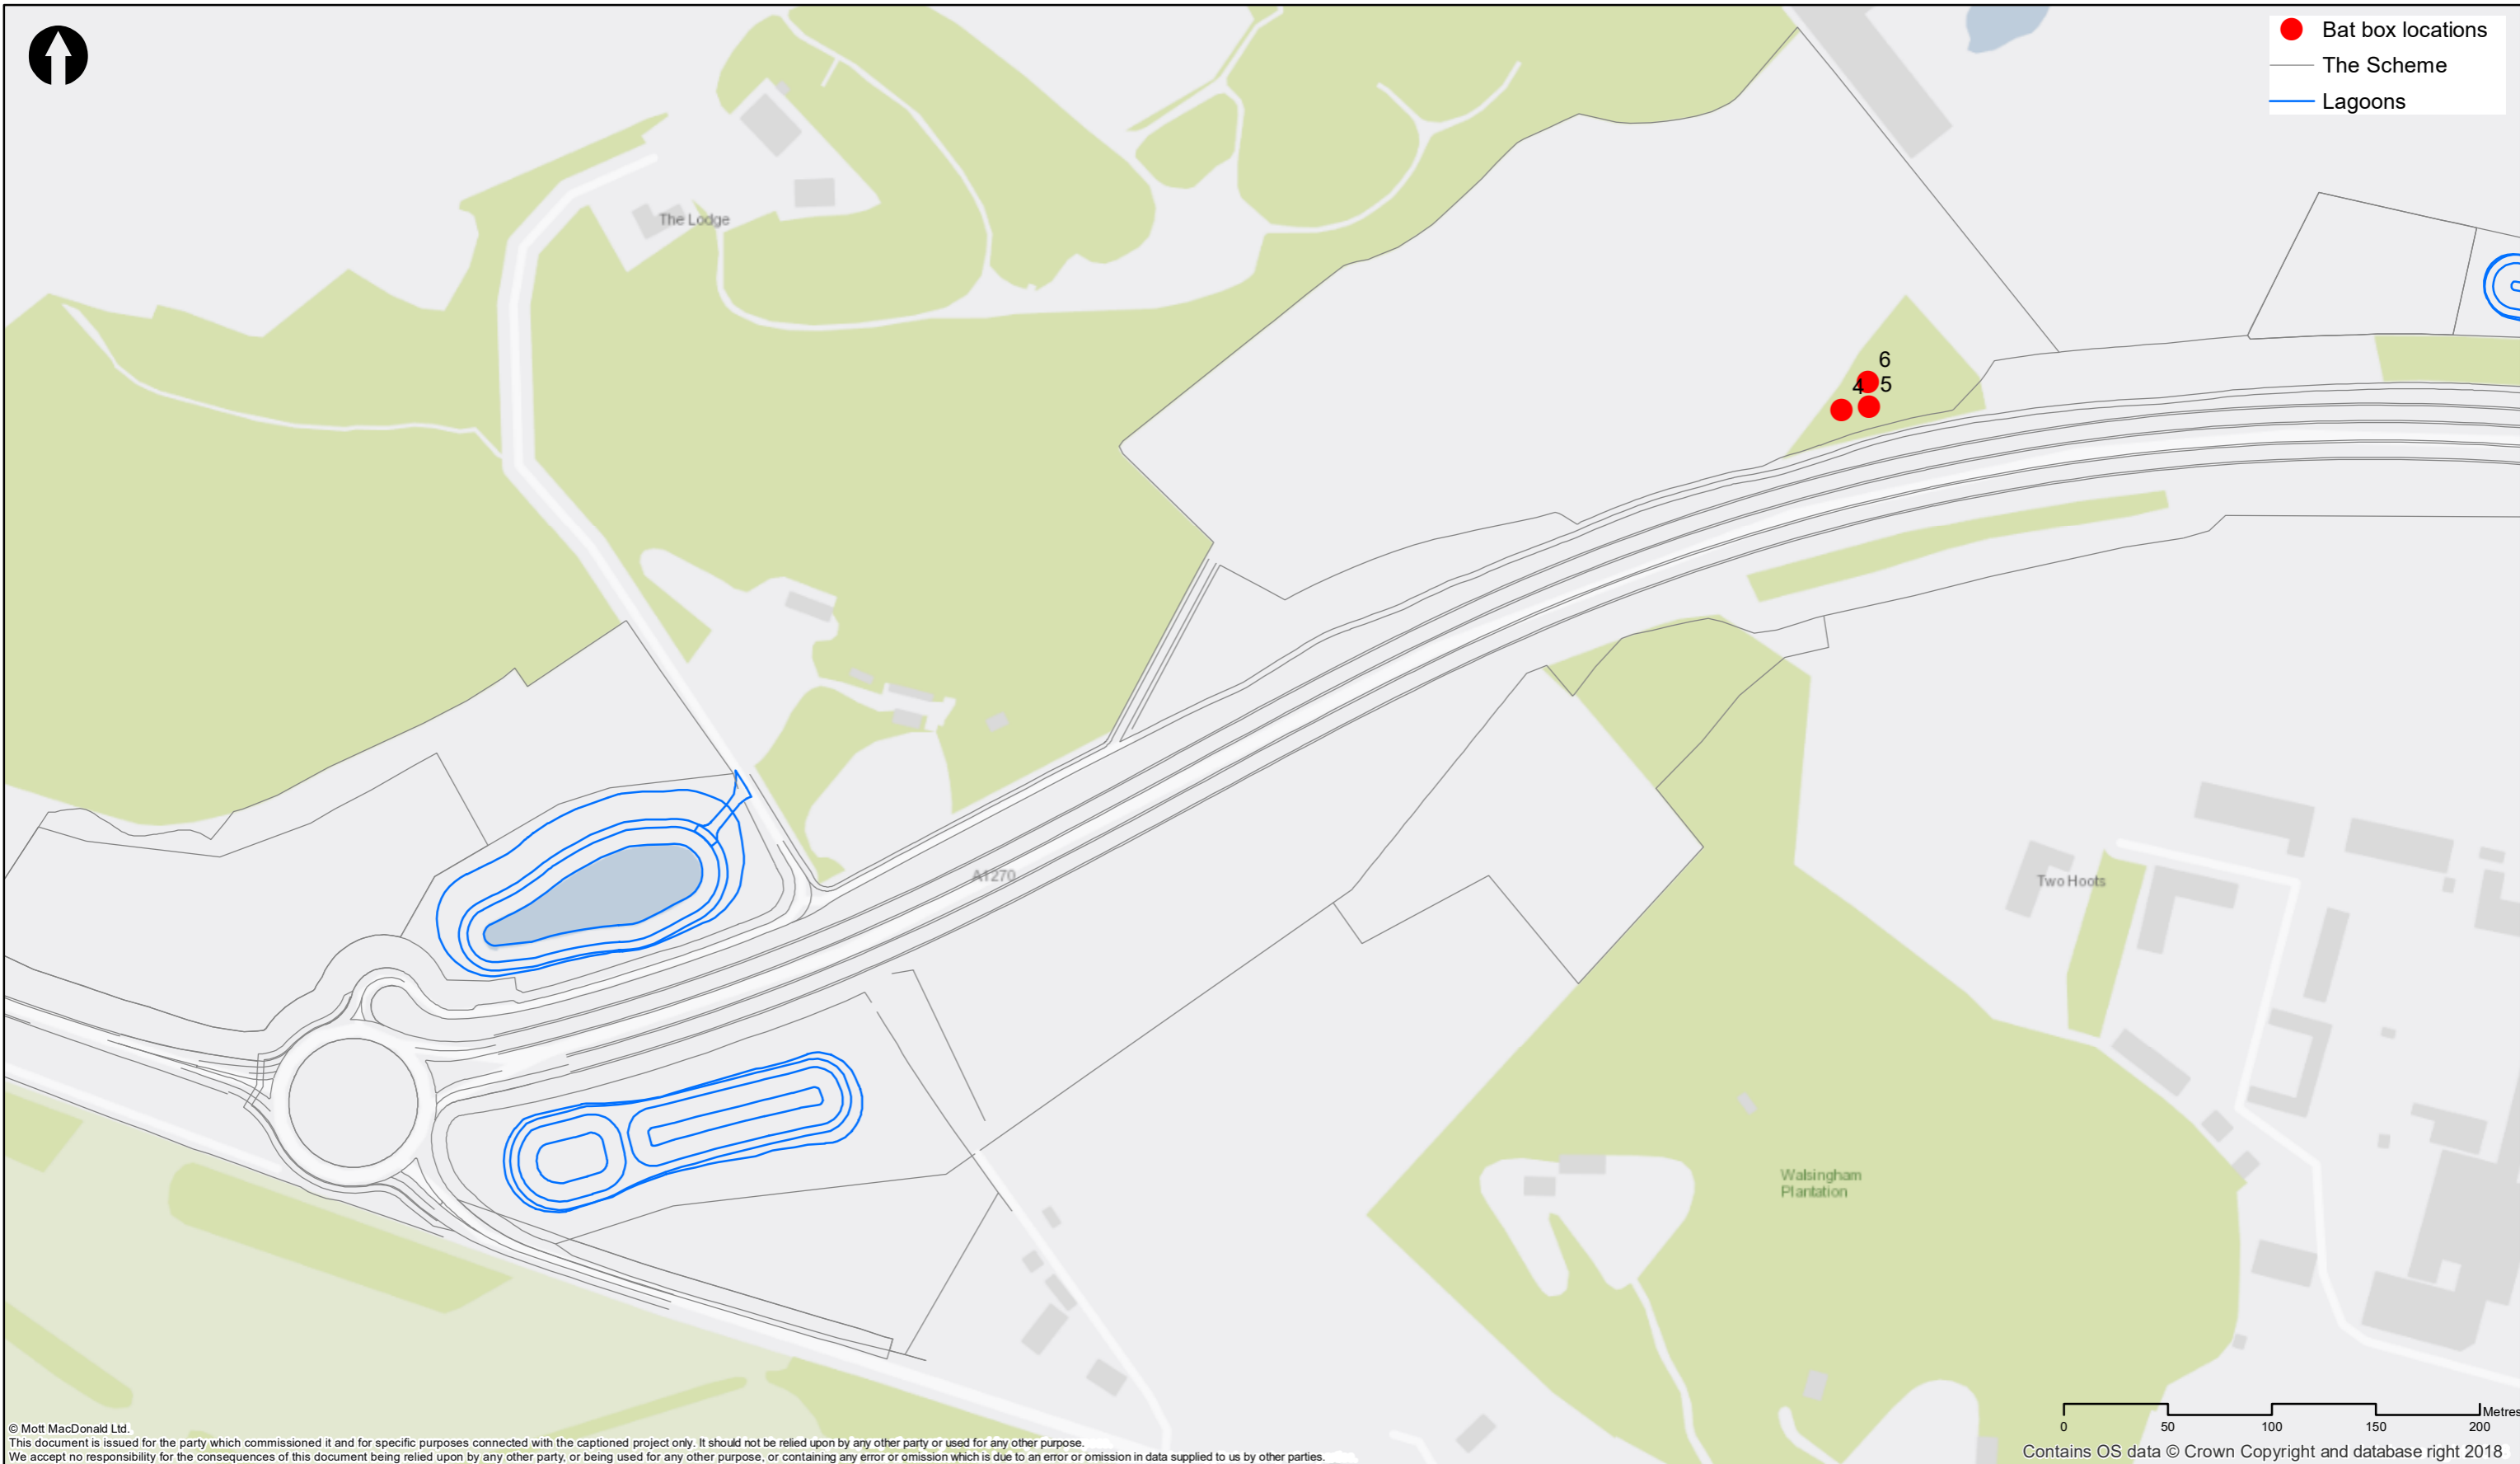 Bat box locations
The Scheme
Lagoons
The Lodge
6
4
5
A1270
Two Hoots
Walsingham
Plantation
Metres
0
50
100
150
200
© Mott MacDonald Ltd.
This document is issued for the party which commissioned it and for specific purposes connected with the captioned project only. It should not be relied upon by any other party or used for any other purpose.
We accept no responsibility for the consequences of this document being relied upon by any other party, or being used for any other purpose, or containing any error or omission which is due to an error or omission in data supplied to us by other parties.
Contains OS data © Crown Copyright and database right 2018